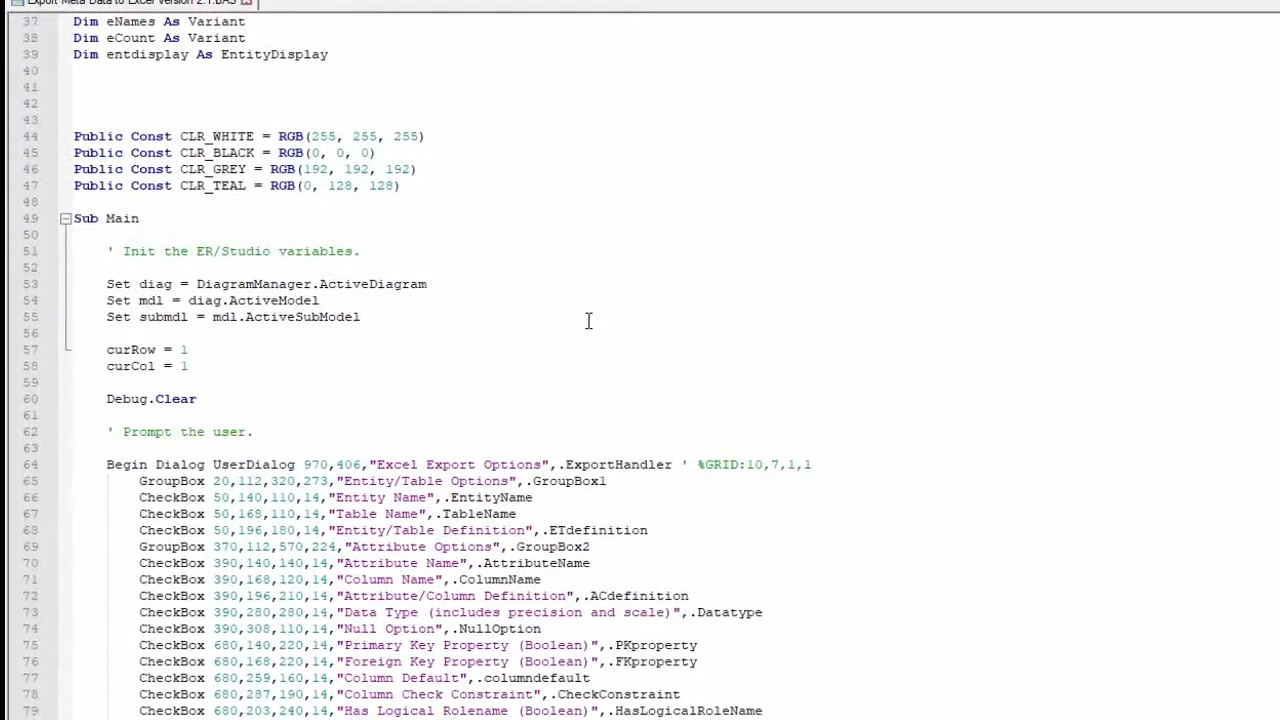 Export Meta Data to Excel Version 2.1.BAS
37 Dim eNames As Variant
38 Dim eCount As Variant
39 Dim entdisplay As EntityDisplay
40
41
42
43
44 Public Const CLR_WHITE = RGB(255, 255, 255)
45 Public Const CLR_BLACK = RGB(0, 0, 0)
46 Public Const CLR_GREY = RGB(192, 192, 192)
47 Public Const CLR_TEAL = RGB(0, 128, 128)
48
49 Sub Main
50
51 ' Init the ER/Studio variables.
52
53 Set diag = DiagramManager.ActiveDiagram
54 Set mdl = diag.ActiveModel
55 Set submdl = mdl.ActiveSubModel
56
57 curRow = 1
58 curCol = 1
59
60 Debug.Clear
61
62 ' Prompt the user.
63
64 Begin Dialog UserDialog 970,406,"Excel Export Options",.ExportHandler ' %GRID:10,7,1,1
65 GroupBox 20,112,320,273,"Entity/Table Options",.GroupBox1
66 CheckBox 50,140,110,14,"Entity Name",.EntityName
67 CheckBox 50,168,110,14,"Table Name",.TableName
68 CheckBox 50,196,180,14,"Entity/Table Definition",.ETdefinition
69 GroupBox 370,112,570,224,"Attribute Options",.GroupBox2
70 CheckBox 390,140,140,14,"Attribute Name",.AttributeName
71 CheckBox 390,168,120,14,"Column Name",.ColumnName
72 CheckBox 390,196,210,14,"Attribute/Column Definition",.ACdefinition
73 CheckBox 390,280,280,14,"Data Type (includes precision and scale)",.Datatype
74 CheckBox 390,308,110,14,"Null Option",.NullOption
75 CheckBox 680,140,220,14,"Primary Key Property (Boolean)",.PKproperty
76 CheckBox 680,168,220,14,"Foreign Key Property (Boolean)",.FKproperty
77 CheckBox 680,259,160,14,"Column Default",.columndefault
78 CheckBox 680,287,190,14,"Column Check Constraint",.CheckConstraint
79 CheckBox 680,203,240,14,"Has Logical Rolename (Boolean)",.HasLogicalRoleName